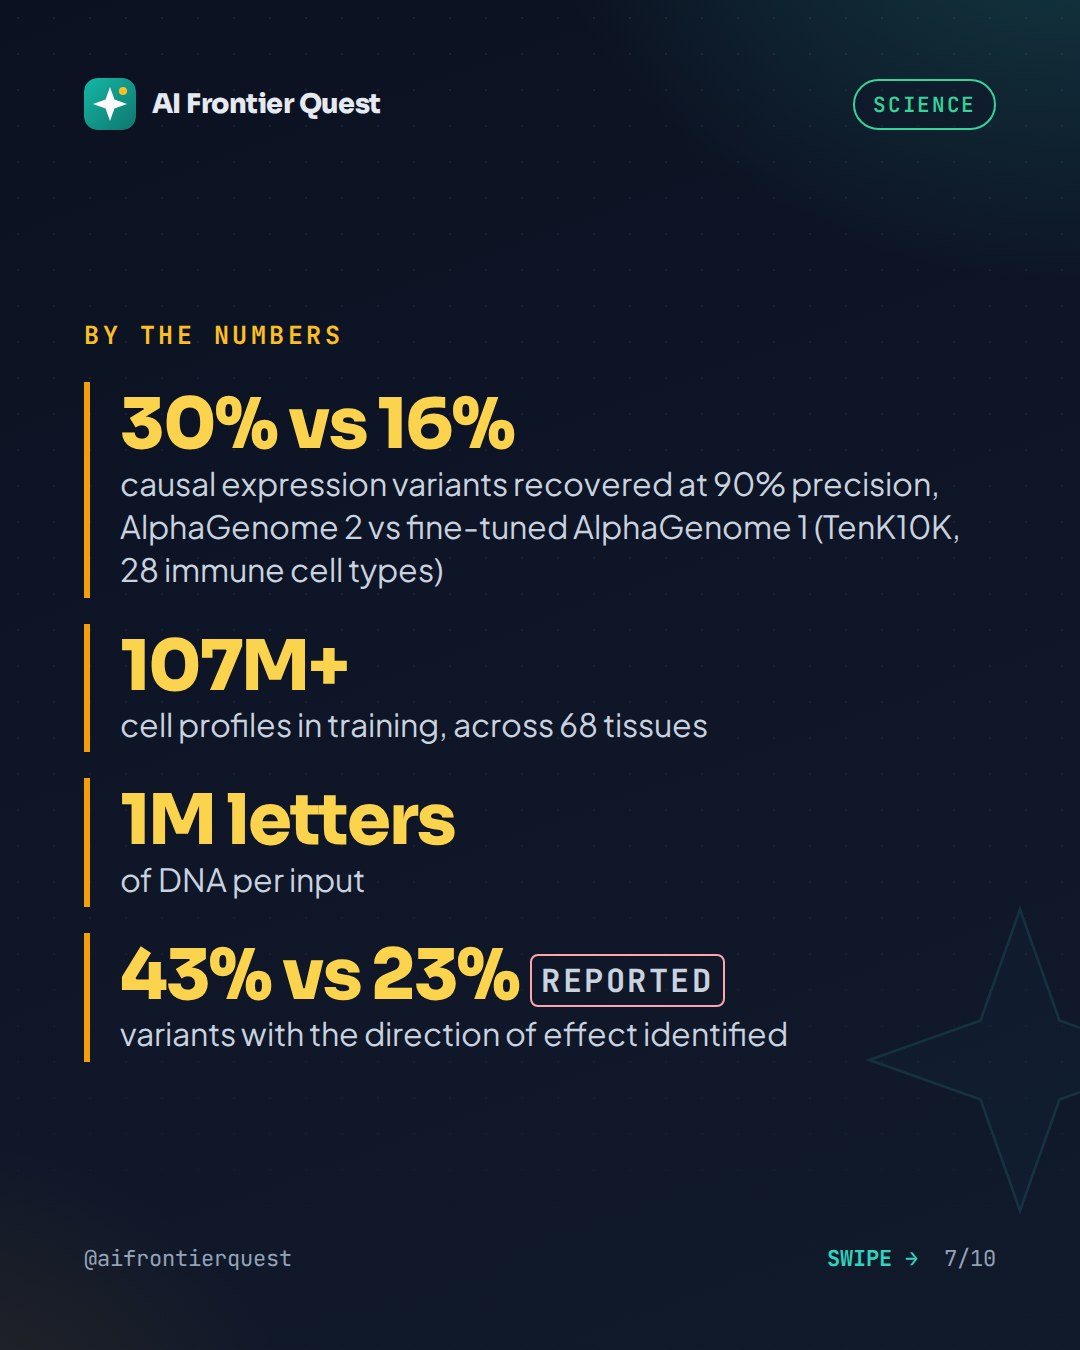 AI Frontier Quest
SCIENCE
BY THE NUMBERS
30% vs 16%
causal expression variants recovered at 90% precision,
AlphaGenome 2 vs fine-tuned AlphaGenome 1 (TenK10K,
28 immune cell types)
107M+
cell profiles in training, across 68 tissues
1M letters
of DNA per input
43% vs 23% REPORTED
variants with the direction of effect identified
@aifrontierquest
SWIPE → 7/10